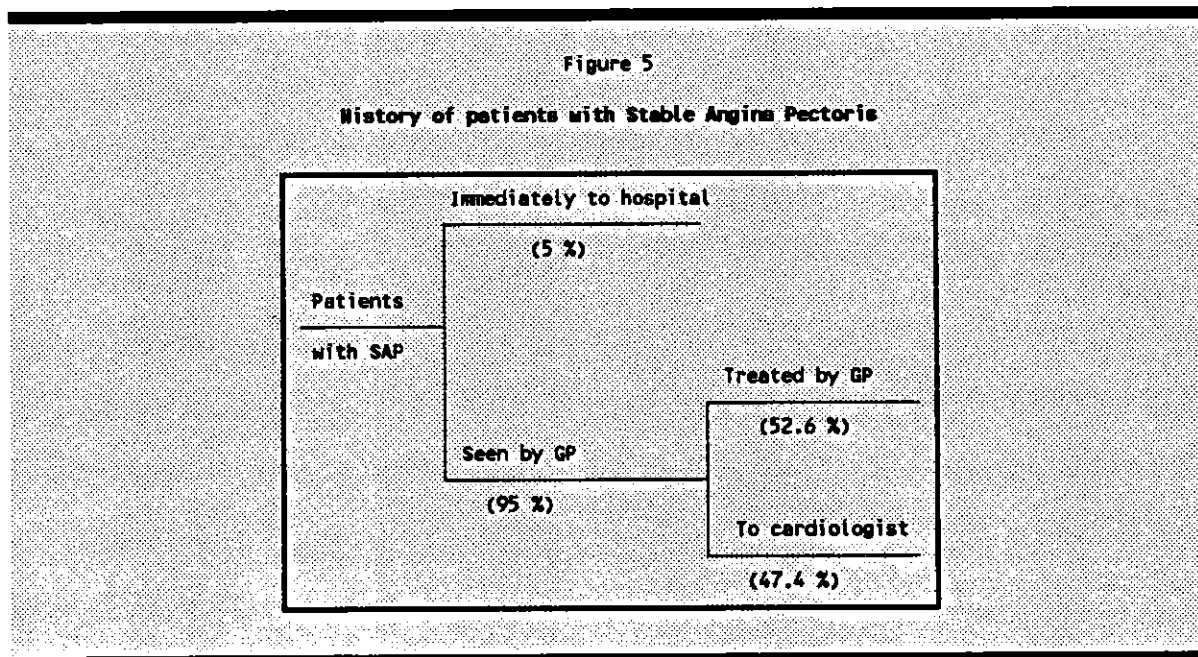 Figure 5
History of patients with Stable Angina Pectoris
Immediately to hospital
(5 %)
Patients
with SAP
Treated by GP
(52.6 %)
Seen by GP
(95 %)
To cardiologist
(47.4 %)